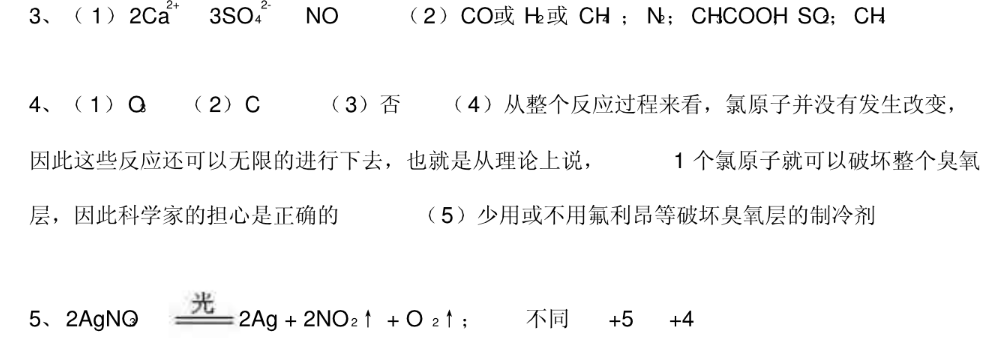 3、（1）2Ca²⁺ 3SO₄²⁻ NO （2）CO或 H₂或 CH₄ ； N₂； CH₃COOH SO₂； CH₄
4、（1）O₃ （2）C （3）否 （4）从整个反应过程来看，氯原子并没有发生改变，
因此这些反应还可以无限的进行下去，也就是从理论上说， 1 个氯原子就可以破坏整个臭氧
层，因此科学家的担心是正确的 （5）少用或不用氟利昂等破坏臭氧层的制冷剂
5、2AgNO₃ 光 2Ag + 2NO₂↑ + O ₂↑； 不同 +5 +4